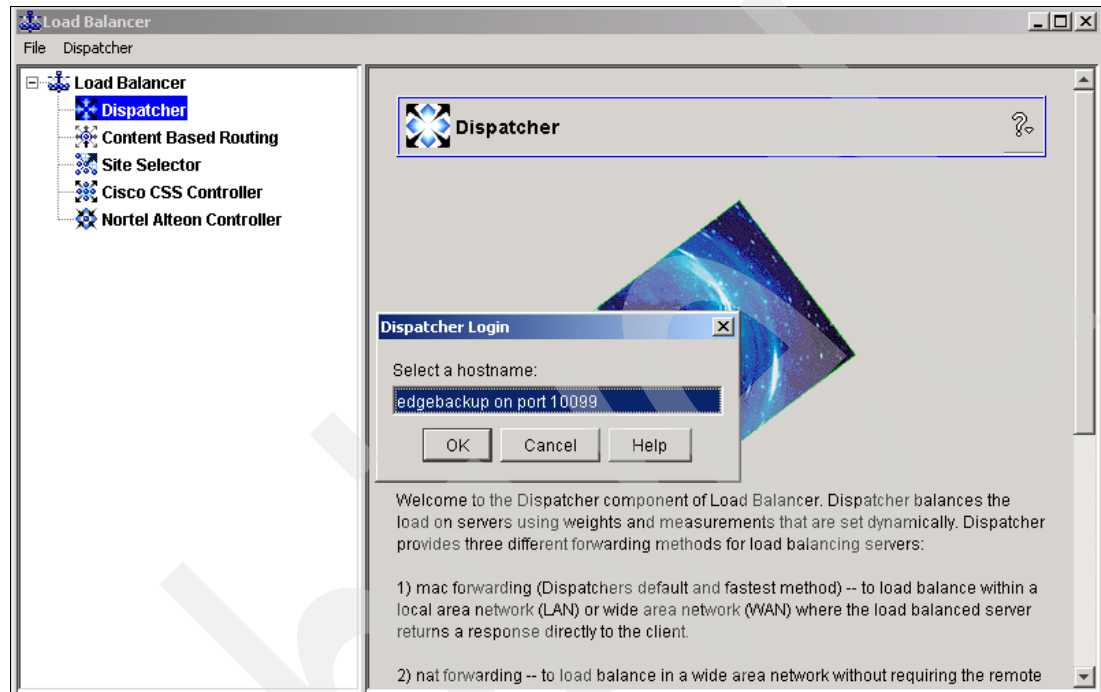 Load Balancer
File Dispatcher
Load Balancer
Dispatcher
Content Based Routing
Site Selector
Cisco CSS Controller
Nortel Alteon Controller
Dispatcher
?
Dispatcher Login
Select a hostname:
edgebackup on port 10099
OK Cancel Help
Welcome to the Dispatcher component of Load Balancer. Dispatcher balances the
load on servers using weights and measurements that are set dynamically. Dispatcher
provides three different forwarding methods for load balancing servers:
1) mac forwarding (Dispatchers default and fastest method) -- to load balance within a
local area network (LAN) or wide area network (WAN) where the load balanced server
returns a response directly to the client.
2) nat forwarding -- to load balance in a wide area network without requiring the remote